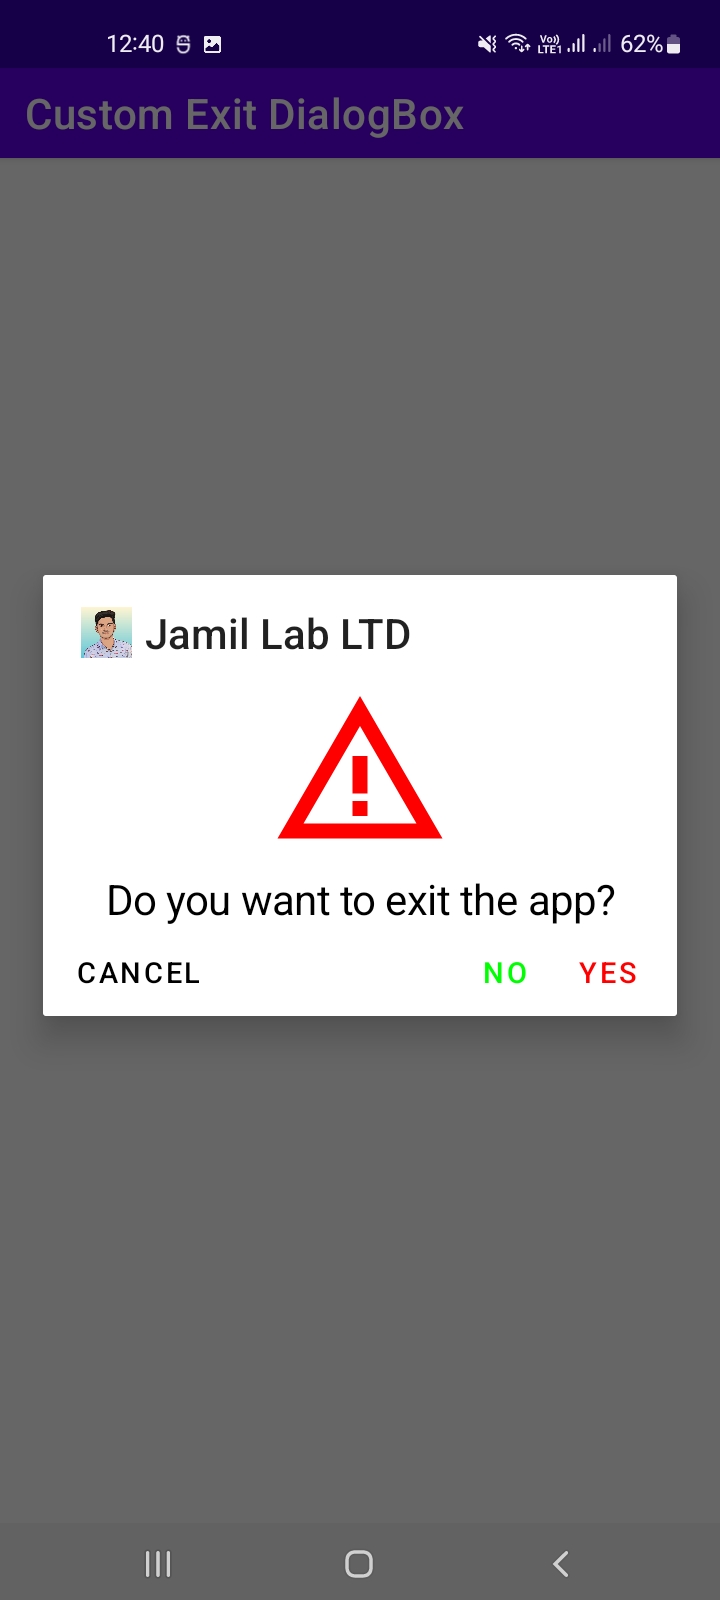 12:40 Vo)) LTE1 62%
Custom Exit DialogBox
Jamil Lab LTD
Do you want to exit the app?
CANCEL NO YES